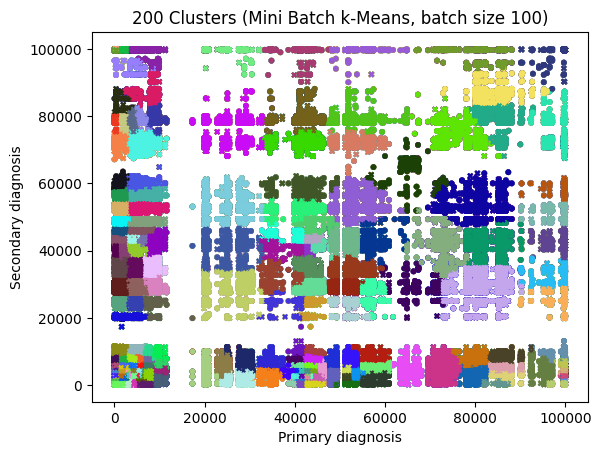 200 Clusters (Mini Batch k-Means, batch size 100)
100000
80000
60000
40000
20000
0
Secondary diagnosis
0 20000 40000 60000 80000 100000
Primary diagnosis